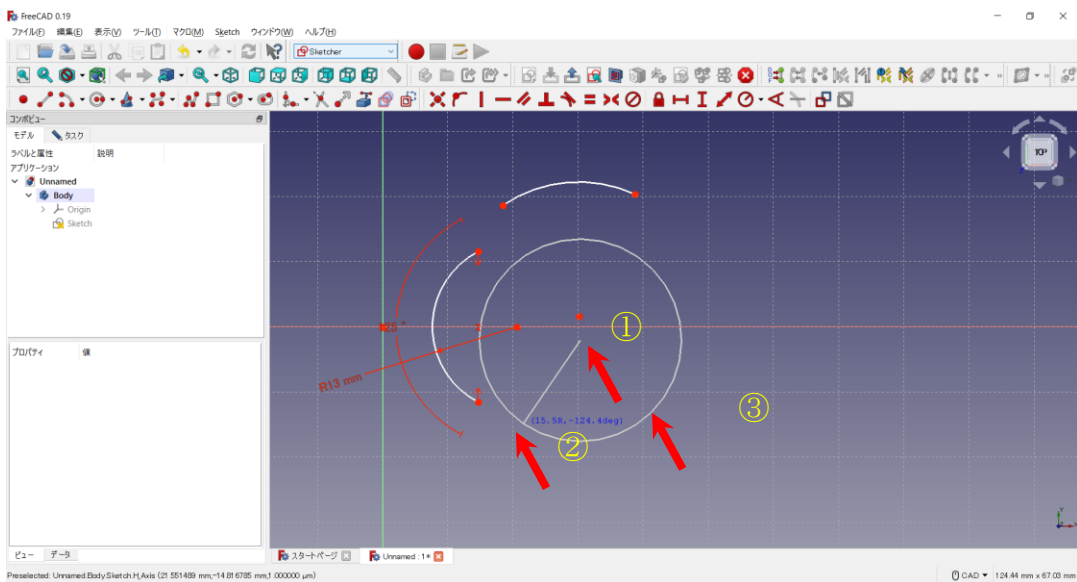 FreeCAD 0.19
ファイル(F) 編集(E) 表示(V) ツール(T) マクロ(M) Sketch ウィンドウ(W) ヘルプ(H)
Sketcher
コンボビュー
モデル タスク
ラベルと属性 説明
アプリケーション
Unnamed
Body
Origin
Sketch
プロパティ 値
ビュー データ
TOP
①
R13 mm
(15.5R,-124.4deg)
②
③
スタートページ Unnamed : 1*
Preselected: Unnamed.Body.Sketch.H_Axis (21.551489 mm,-14.816785 mm,1.000000 μm)
CAD 124.44 mm x 67.03 mm